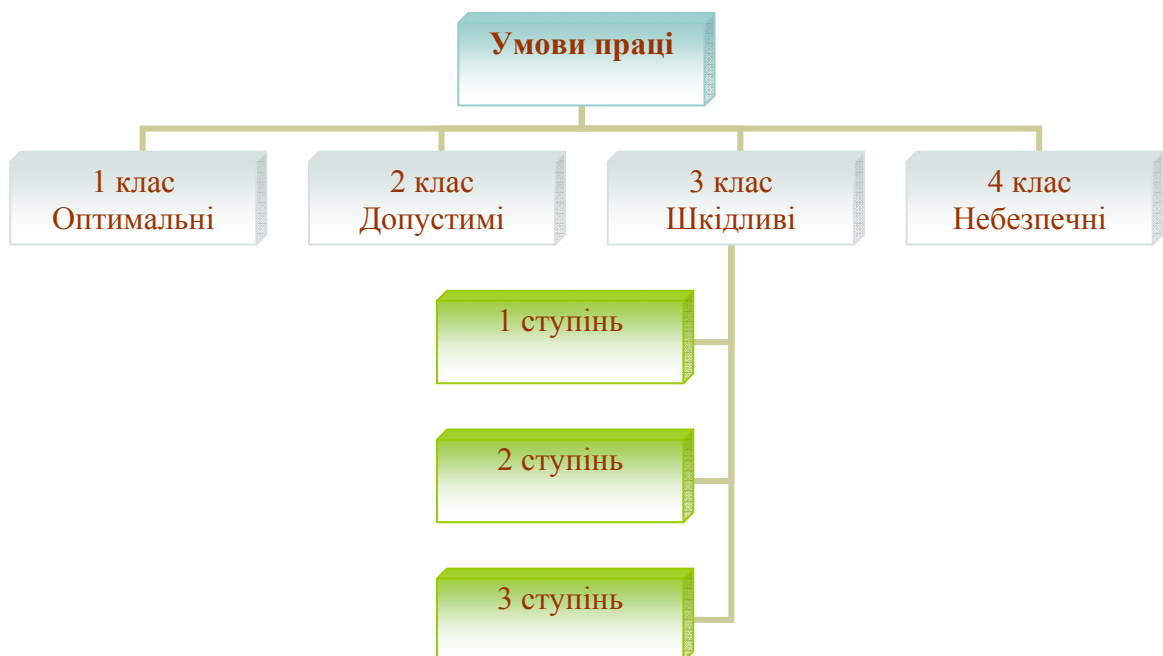 Умови праці
1 клас
Оптимальні
2 клас
Допустимі
3 клас
Шкідливі
4 клас
Небезпечні
1 ступінь
2 ступінь
3 ступінь